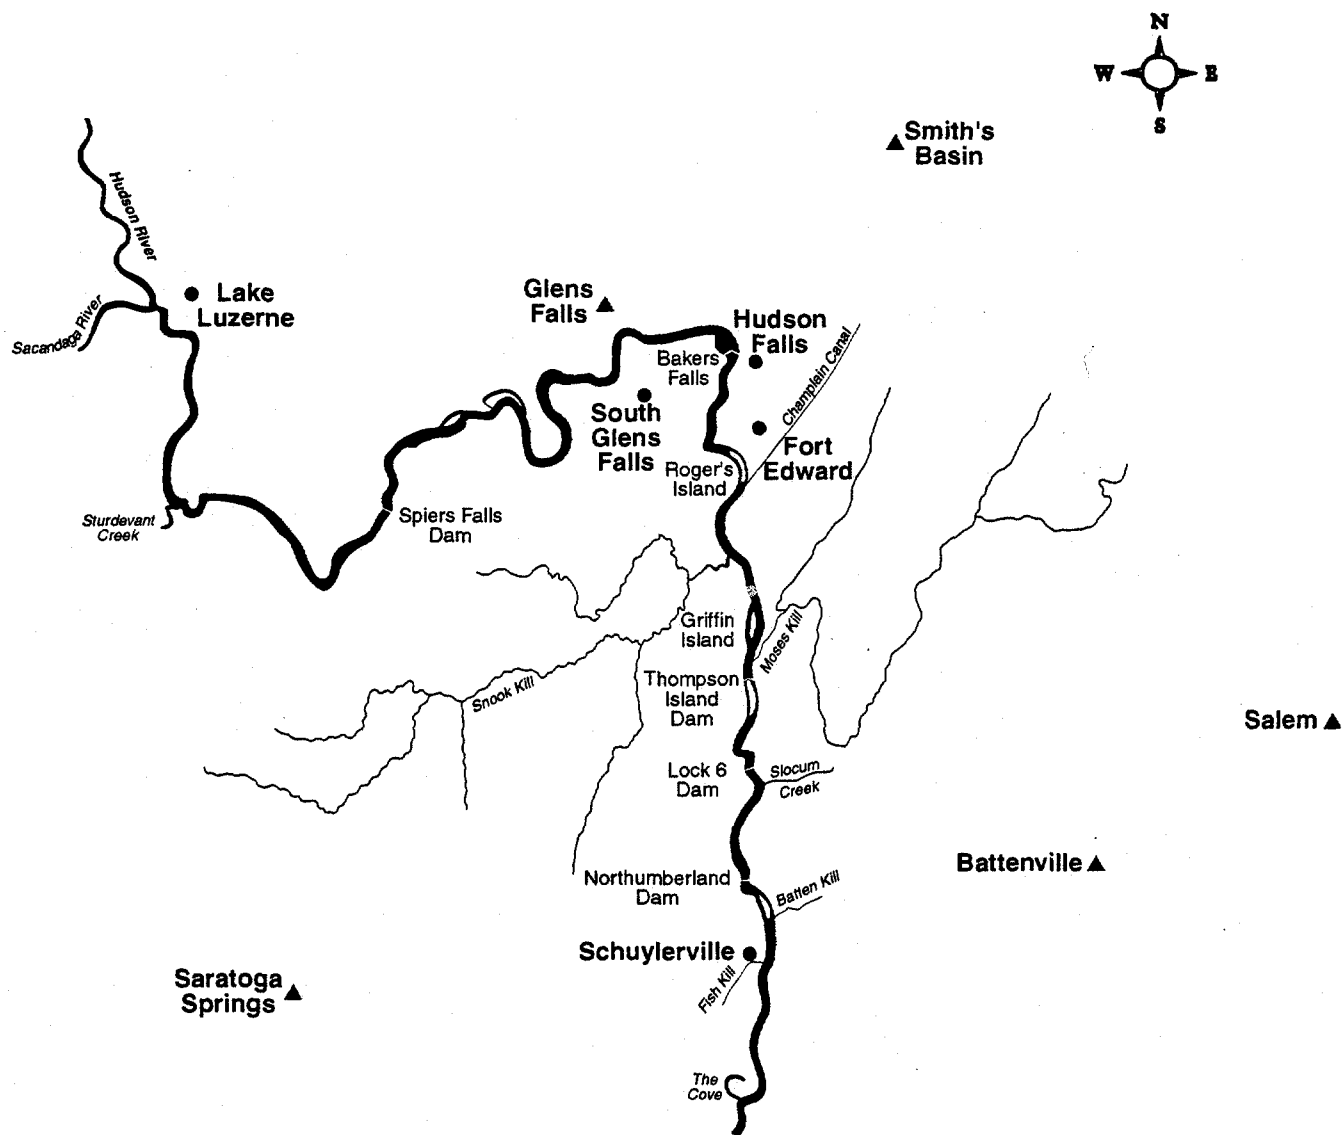 N
W E
S
Smith's
Basin
Hudson River
Lake
Luzerne
Sacandaga River
Glens
Falls
Hudson
Falls
Bakers
Falls
Champlain Canal
South
Glens
Falls
Fort
Edward
Roger's
Island
Sturdevant
Creek
Spiers Falls
Dam
Griffin
Island
Moses Kill
Thompson
Island
Dam
Snook Kill
Salem
Lock 6
Dam
Slocum
Creek
Battenville
Northumberland
Dam
Batten Kill
Schuylerville
Fish Kill
Saratoga
Springs
The
Cove